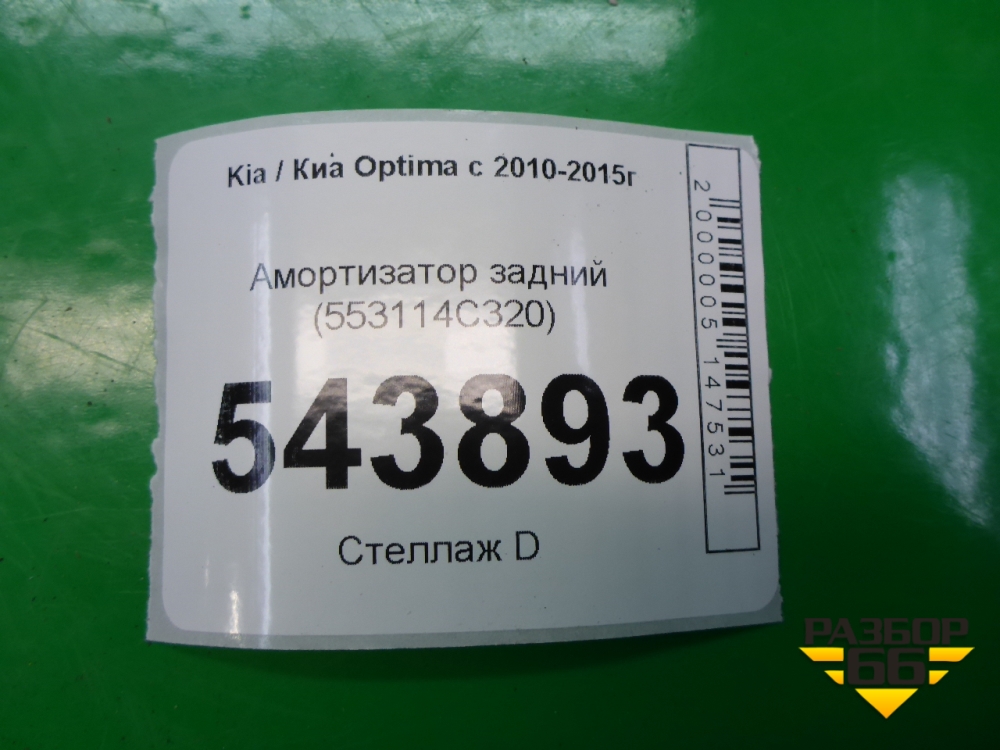 Kia / Киа Optima с 2010-2015г
Амортизатор задний
(553114C320)
543893
Стеллаж D
2000005147531
РАЗБОР
66